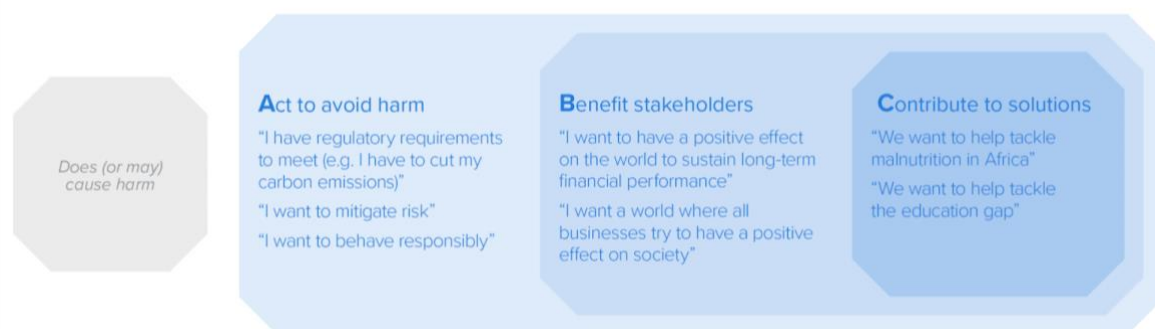 Does (or may)
cause harm
Act to avoid harm
“I have regulatory requirements
to meet (e.g. I have to cut my
carbon emissions)”
“I want to mitigate risk”
“I want to behave responsibly”
Benefit stakeholders
“I want to have a positive effect
on the world to sustain long-term
financial performance”
“I want a world where all
businesses try to have a positive
effect on society”
Contribute to solutions
“We want to help tackle
malnutrition in Africa”
“We want to help tackle
the education gap”